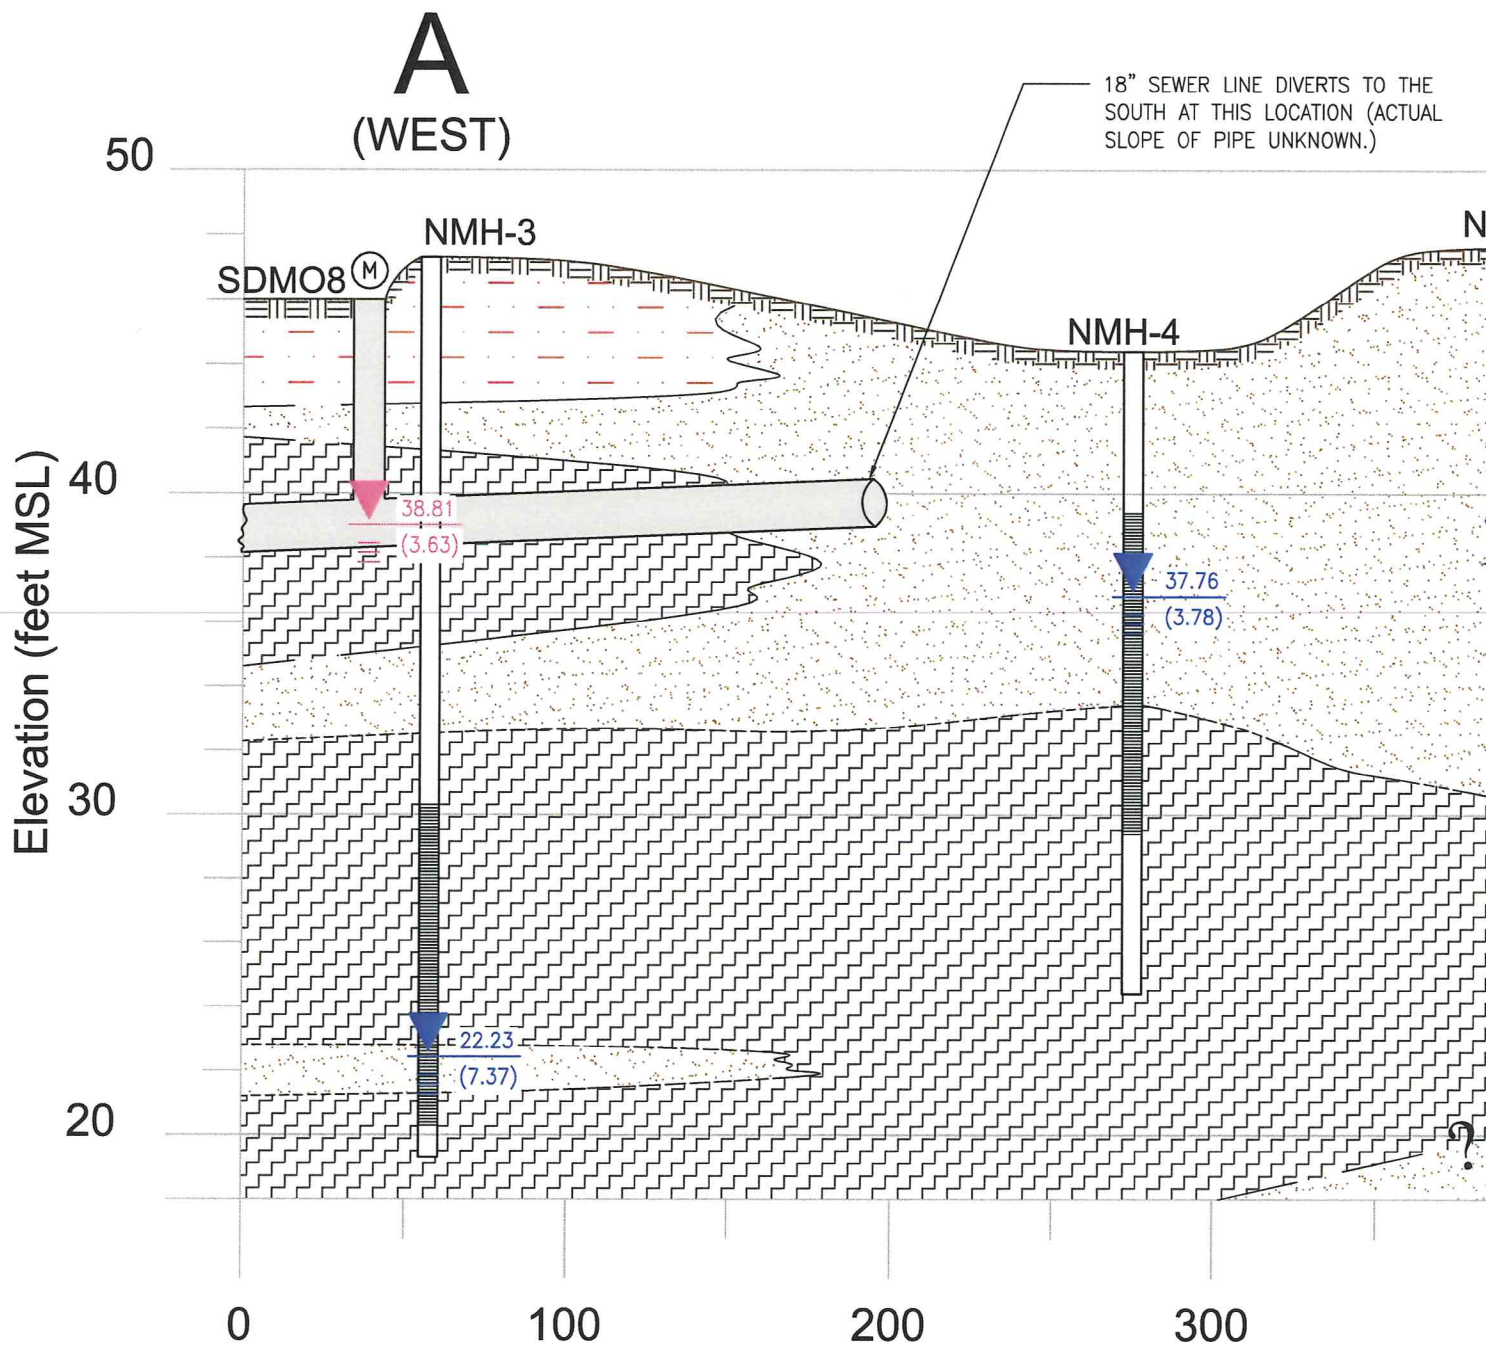 A
(WEST)
18" SEWER LINE DIVERTS TO THE
SOUTH AT THIS LOCATION (ACTUAL
SLOPE OF PIPE UNKNOWN.)
50
NMH-3
N
SDMO8
M
NMH-4
40
38.81
(3.63)
37.76
(3.78)
Elevation (feet MSL)
30
22.23
(7.37)
20
?
0
100
200
300